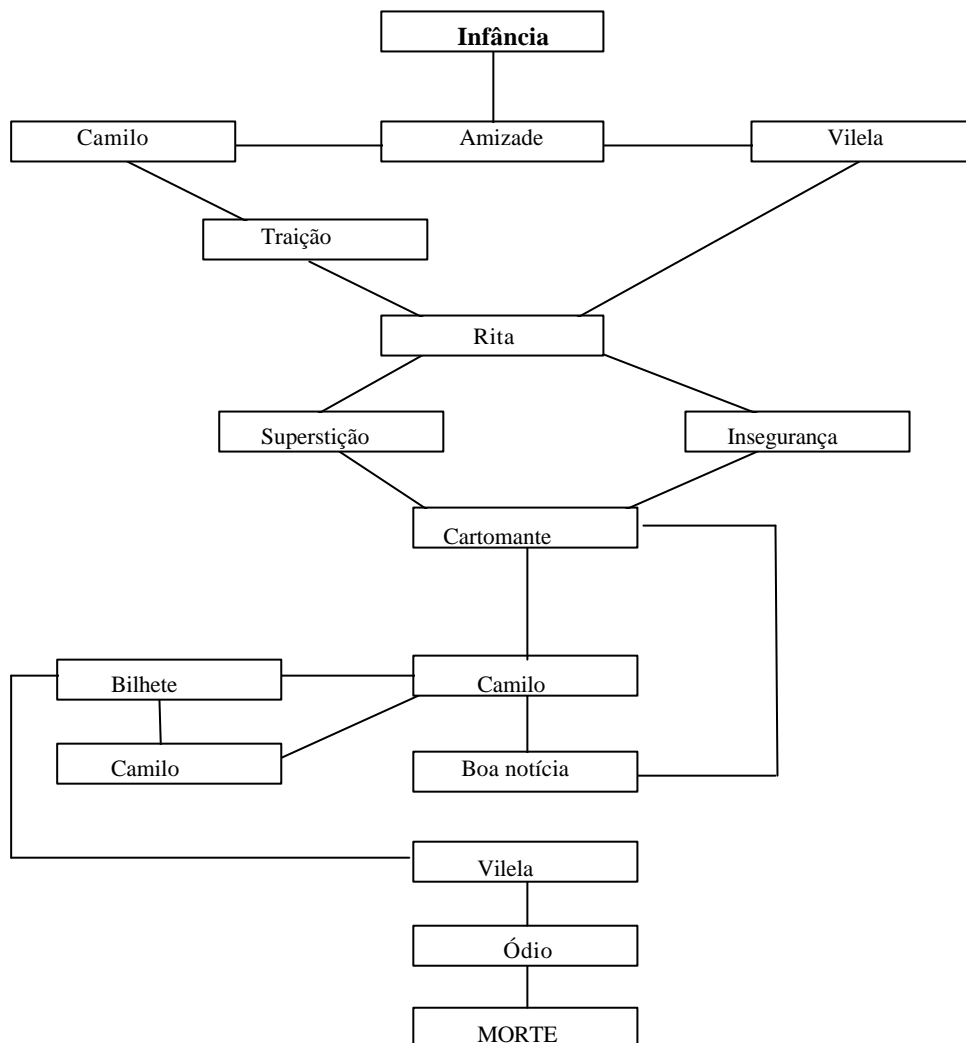 Infância
Camilo
Amizade
Vilela
Traição
Rita
Superstição
Insegurança
Cartomante
Bilhete
Camilo
Camilo
Boa notícia
Vilela
Ódio
MORTE